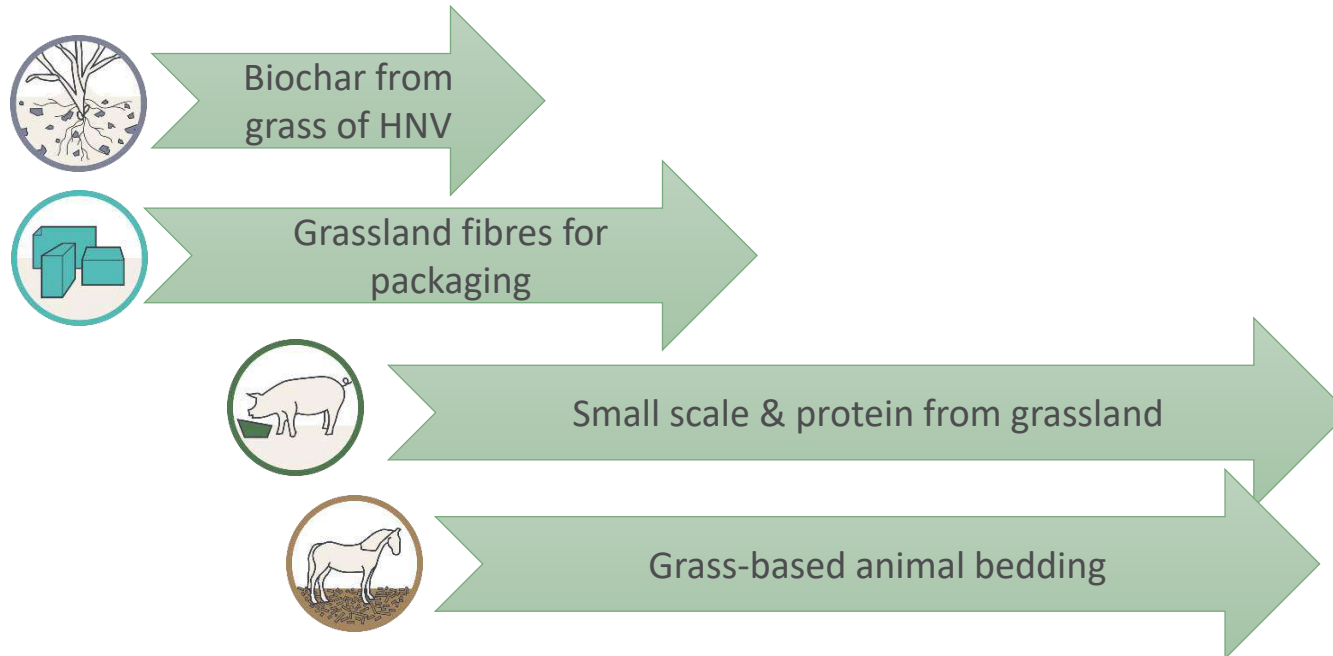 Biochar from
grass of HNV
Grassland fibres for
packaging
Small scale & protein from grassland
Grass-based animal bedding